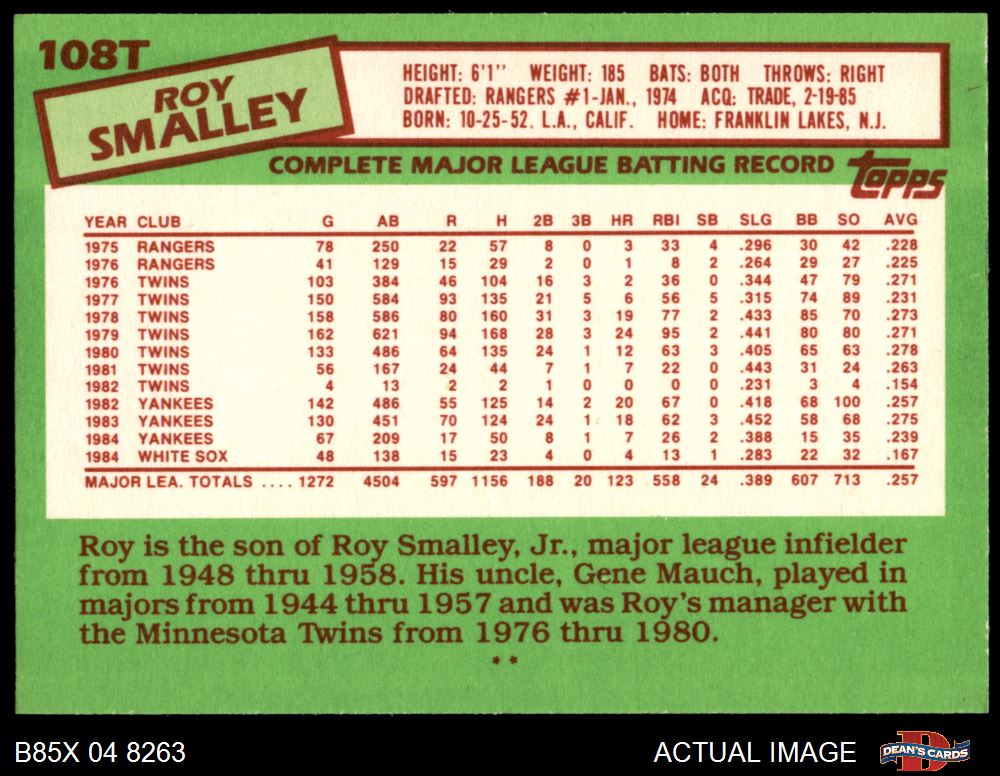 108T
ROY
SMALLEY
HEIGHT: 6'1" WEIGHT: 185 BATS: BOTH THROWS: RIGHT
DRAFTED: RANGERS #1-JAN., 1974 ACQ: TRADE, 2-19-85
BORN: 10-25-52, L.A., CALIF. HOME: FRANKLIN LAKES, N.J.
COMPLETE MAJOR LEAGUE BATTING RECORD
TOPPS
YEAR CLUB G AB R H 2B 3B HR RBI SB SLG BB SO AVG
1975 RANGERS 78 250 22 57 8 0 3 33 4 .296 30 42 .228
1976 RANGERS 41 129 15 29 2 0 1 8 2 .264 29 27 .225
1976 TWINS 103 384 46 104 16 3 2 36 0 .344 47 79 .271
1977 TWINS 150 584 93 135 21 5 6 56 5 .315 74 89 .231
1978 TWINS 158 586 80 160 31 3 19 77 2 .433 85 70 .273
1979 TWINS 162 621 94 168 28 3 24 95 2 .441 80 80 .271
1980 TWINS 133 486 64 135 24 1 12 63 3 .405 65 63 .278
1981 TWINS 56 167 24 44 7 1 7 22 0 .443 31 24 .263
1982 TWINS 4 13 2 2 1 0 0 0 0 .231 3 4 .154
1982 YANKEES 142 486 55 125 14 2 20 67 0 .418 68 100 .257
1983 YANKEES 130 451 70 124 24 1 18 62 3 .452 58 68 .275
1984 YANKEES 67 209 17 50 8 1 7 26 2 .388 15 35 .239
1984 WHITE SOX 48 138 15 23 4 0 4 13 1 .283 22 32 .167
MAJOR LEA. TOTALS .... 1272 4504 597 1156 188 20 123 558 24 .389 607 713 .257
Roy is the son of Roy Smalley, Jr., major league infielder
from 1948 thru 1958. His uncle, Gene Mauch, played in
majors from 1944 thru 1957 and was Roy's manager with
the Minnesota Twins from 1976 thru 1980.
**
B85X 04 8263
ACTUAL IMAGE
D
DEAN'S CARDS